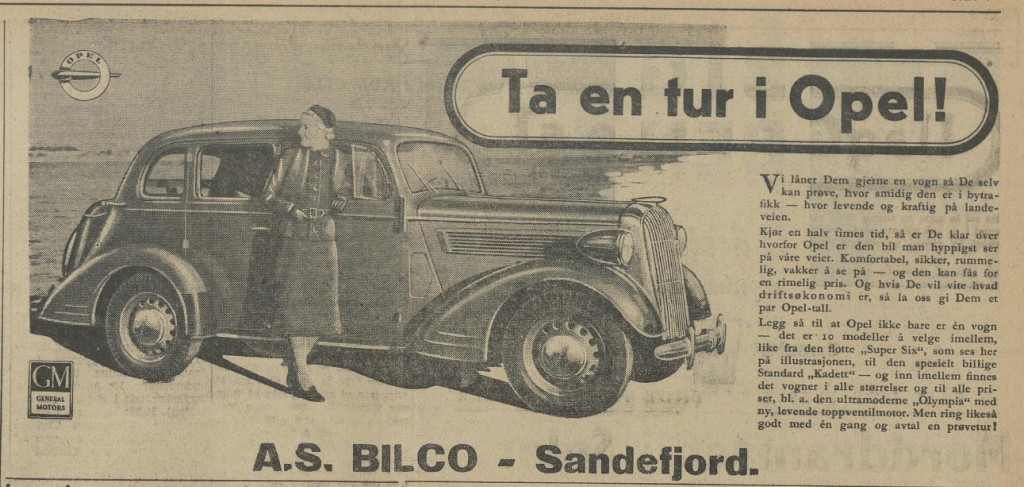 OPEL
Ta en tur i Opel!
Vi låner Dem gjerne en vogn så De selv
kan prøve, hvor smidig den er i bytra-
fikk — hvor levende og kraftig på lande-
veien.
Kjør en halv times tid, så er De klar over
hvorfor Opel er den bil man hyppigst ser
på våre veier. Komfortabel, sikker, rumme-
lig, vakker å se på — og den kan fås for
en rimelig pris. Og hvis De vil vite hvad
driftsøkonomi er, så la oss gi Dem et
par Opel-tall.
Legg så til at Opel ikke bare er én vogn
— det er 10 modeller å velge imellem,
like fra den flotte „Super Six“, som ses her
på illustrasjonen, til den spesielt billige
Standard „Kadett“ — og inn imellem finnes
det vogner i alle størrelser og til alle pri-
ser, bl. a. den ultramoderne „Olympia“ med
ny, levende toppventilmotor. Men ring likeså
godt med én gang og avtal en prøvetur!
GM
GENERAL
MOTORS
A.S. BILCO - Sandefjord.